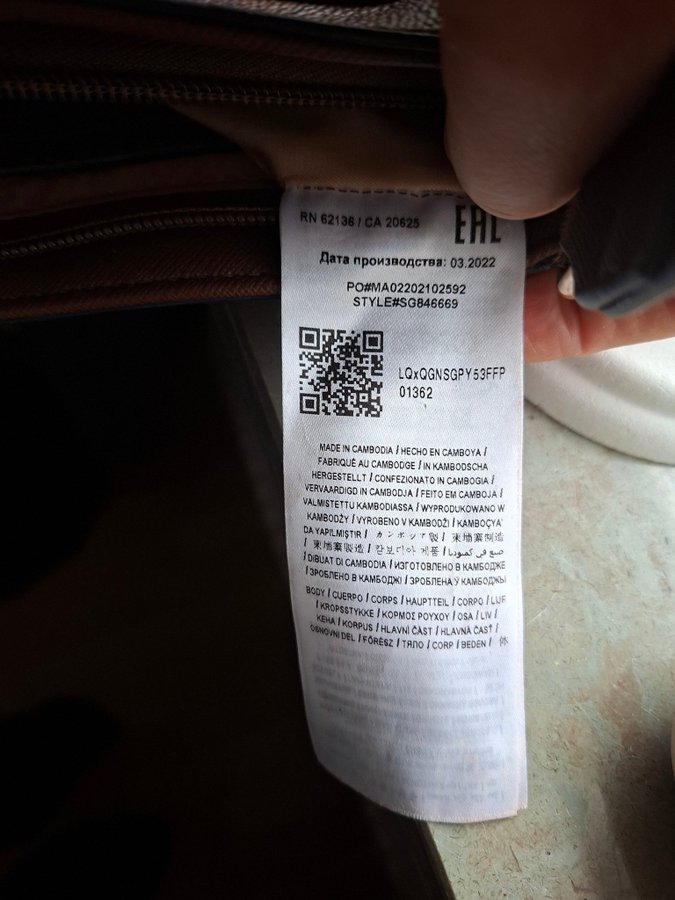 RN 62136 / CA 20625
EAC
Дата производства: 03.2022
PO#MA02202102592
STYLE#SG846669
LQxQGNSGPY53FFP
01362
MADE IN CAMBODIA / HECHO EN CAMBOYA /
FABRIQUÉ AU CAMBODGE / IN KAMBODSCHA
HERGESTELLT / CONFEZIONATO IN CAMBOGIA /
VERVAARDIGD IN CAMBODJA / FEITO EM CAMBOJA /
VALMISTETTU KAMBODIASSA / WYPRODUKOWANO W
KAMBODŻY / VYROBENO V KAMBODŽI / KAMBOÇYA'
DA YAPILMIŞTIR / カンボジア製 / 柬埔寨制造
/ 柬埔寨製造 / 캄보디아 제품 / صنع في كمبوديا
/ DIBUAT DI CAMBODIA / ИЗГОТОВЛЕНО В КАМБОДЖЕ
/ ЗРОБЛЕНО В КАМБОДЖІ / ЗРОБЛЕНА Ў КАМБОДЖЫ
BODY / CUERPO / CORPS / HAUPTTEIL / CORPO / LIJF
/ KROPSSTYKKE / ΚΟΡΜΟΣ ΡΟΥΧΟΥ / OSA / LIV /
KEHA / KORPUS / HLAVNÍ ČÁST / HLAVNÁ ČASŤ /
OSNOVNI DEL / FŐRÉSZ / ТЯЛО / CORP / BEDEN / 体